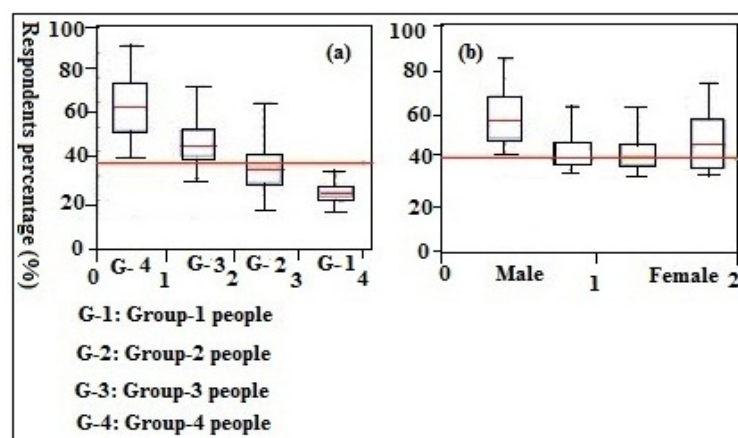 Respondents percentage (%)
100
80
60
40
20
0
(a)
0 G-4 1 G-3 2 G-2 3 G-1 4
100
80
60
40
20
0
(b)
0 Male 1 Female 2
G-1: Group-1 people
G-2: Group-2 people
G-3: Group-3 people
G-4: Group-4 people